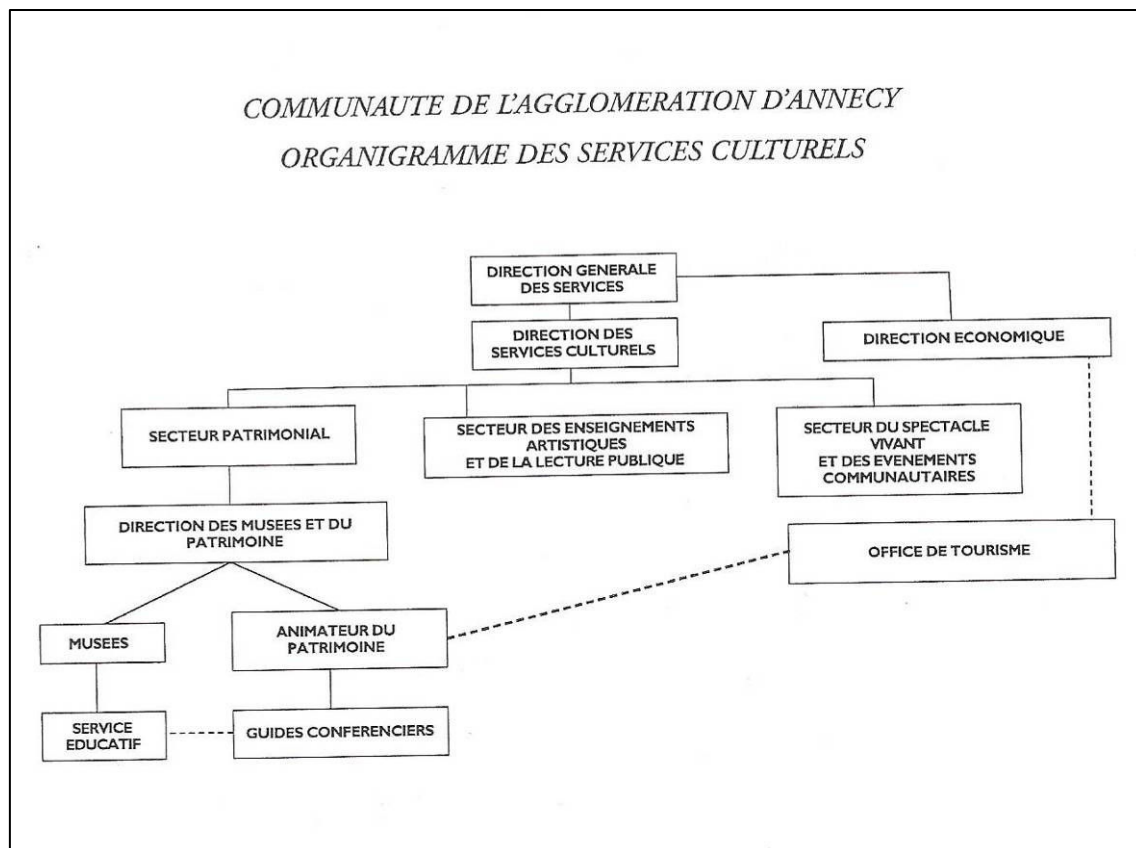 COMMUNAUTE DE L'AGGLOMERATION D'ANNECY
ORGANIGRAMME DES SERVICES CULTURELS
DIRECTION GENERALE
DES SERVICES
DIRECTION DES
SERVICES CULTURELS
DIRECTION ECONOMIQUE
SECTEUR PATRIMONIAL
SECTEUR DES ENSEIGNEMENTS
ARTISTIQUES
ET DE LA LECTURE PUBLIQUE
SECTEUR DU SPECTACLE
VIVANT
ET DES EVENEMENTS
COMMUNAUTAIRES
DIRECTION DES MUSEES ET DU
PATRIMOINE
OFFICE DE TOURISME
MUSEES
ANIMATEUR DU
PATRIMOINE
SERVICE
EDUCATIF
GUIDES CONFERENCIERS